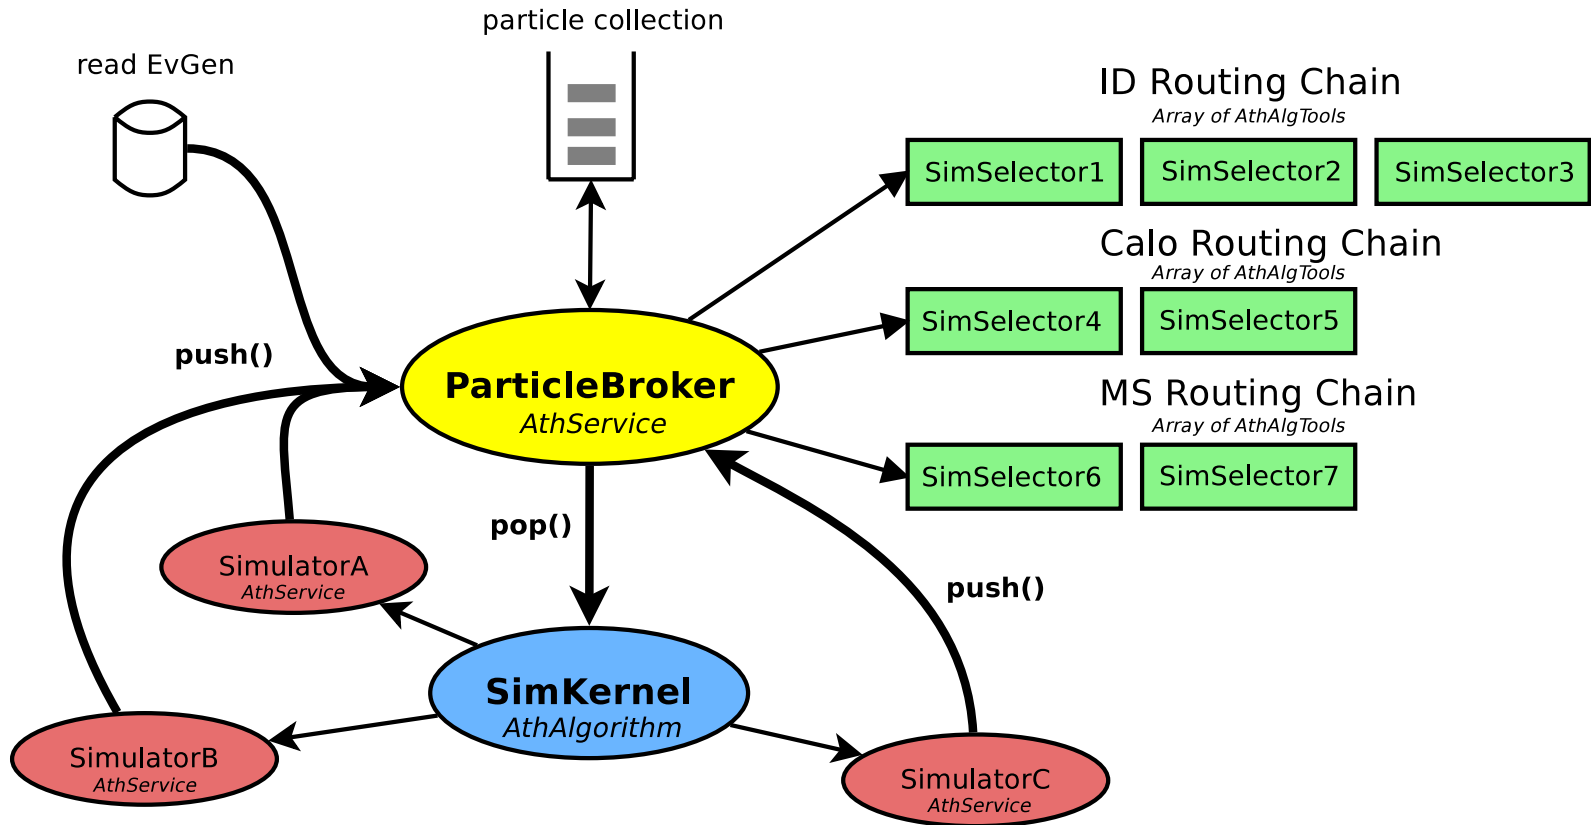 particle collection
read EvGen
ID Routing Chain
Array of AthAlgTools
SimSelector1
SimSelector2
SimSelector3
Calo Routing Chain
Array of AthAlgTools
SimSelector4
SimSelector5
MS Routing Chain
Array of AthAlgTools
SimSelector6
SimSelector7
push()
ParticleBroker
AthService
pop()
push()
SimulatorA
AthService
SimKernel
AthAlgorithm
SimulatorB
AthService
SimulatorC
AthService